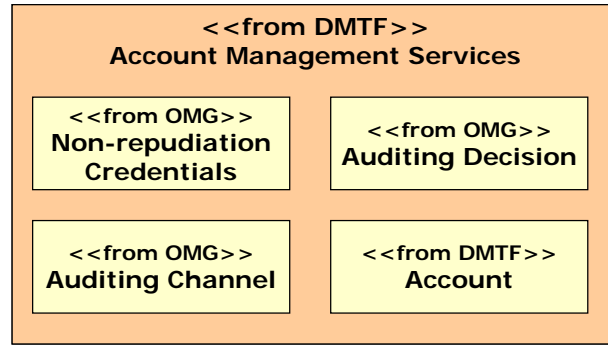 <<from DMTF>>
Account Management Services
<<from OMG>>
Non-repudiation
Credentials
<<from OMG>>
Auditing Decision
<<from OMG>>
Auditing Channel
<<from DMTF>>
Account